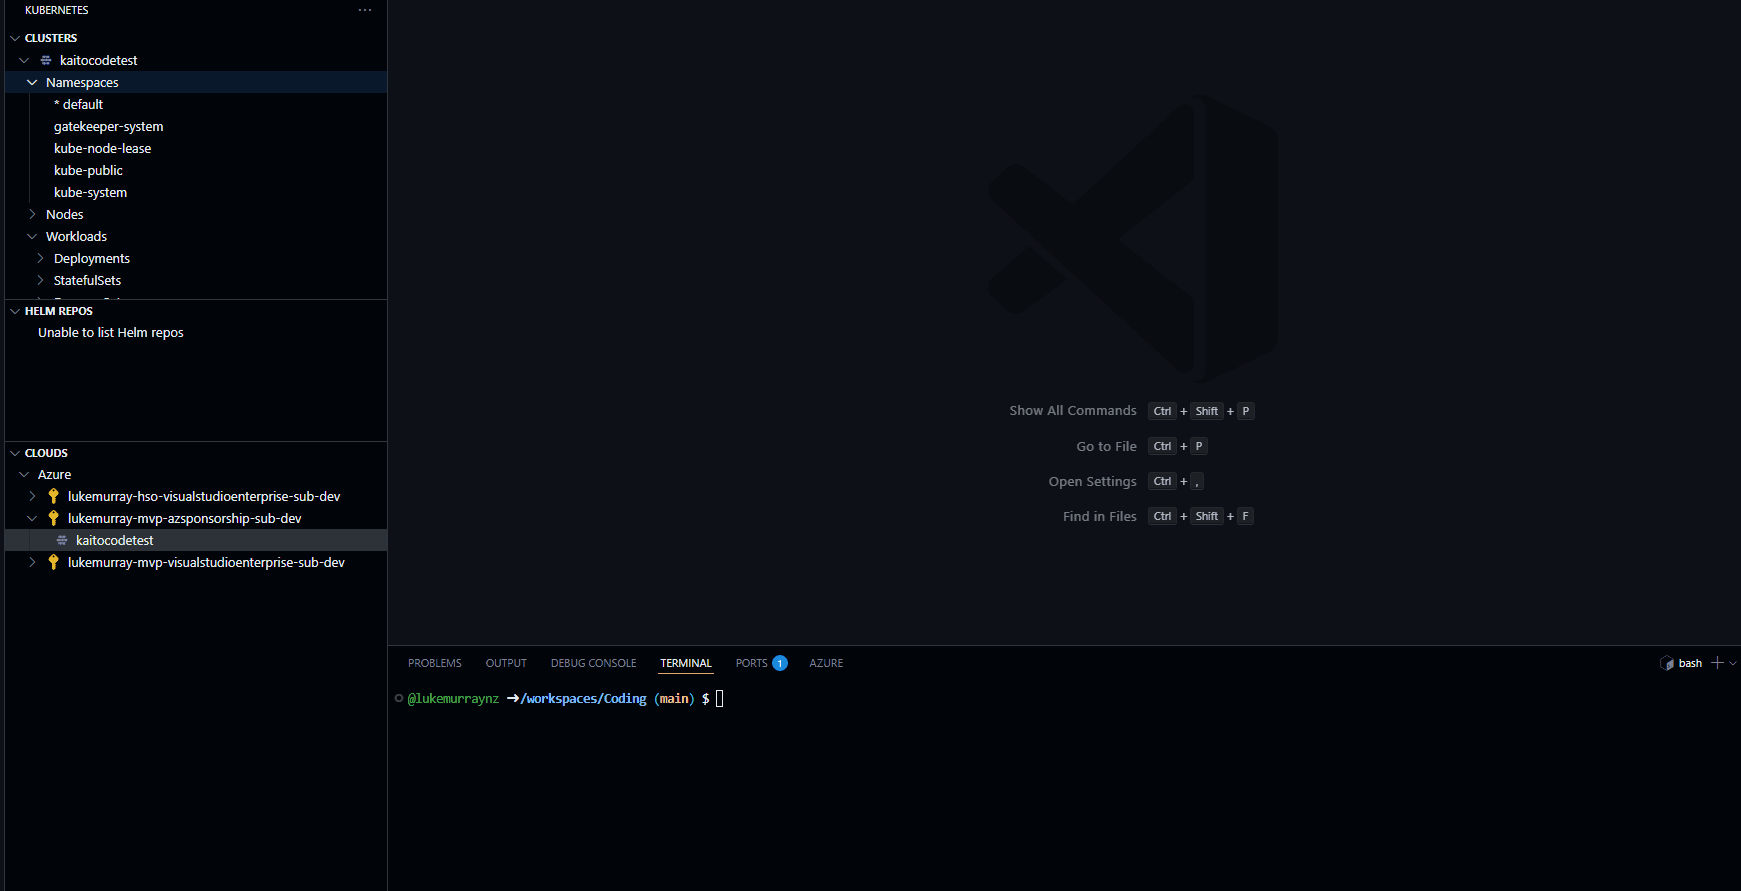 KUBERNETES
CLUSTERS
kaitocodetest
Namespaces
* default
gatekeeper-system
kube-node-lease
kube-public
kube-system
Nodes
Workloads
Deployments
StatefulSets
HELM REPOS
Unable to list Helm repos
CLOUDS
Azure
lukemurray-hso-visualstudioenterprise-sub-dev
lukemurray-mvp-azsponsorship-sub-dev
kaitocodetest
lukemurray-mvp-visualstudioenterprise-sub-dev
Show All Commands Ctrl + Shift + P
Go to File Ctrl + P
Open Settings Ctrl + ,
Find in Files Ctrl + Shift + F
PROBLEMS OUTPUT DEBUG CONSOLE TERMINAL PORTS 1 AZURE bash
@lukemurraynz ➜/workspaces/Coding (main) $